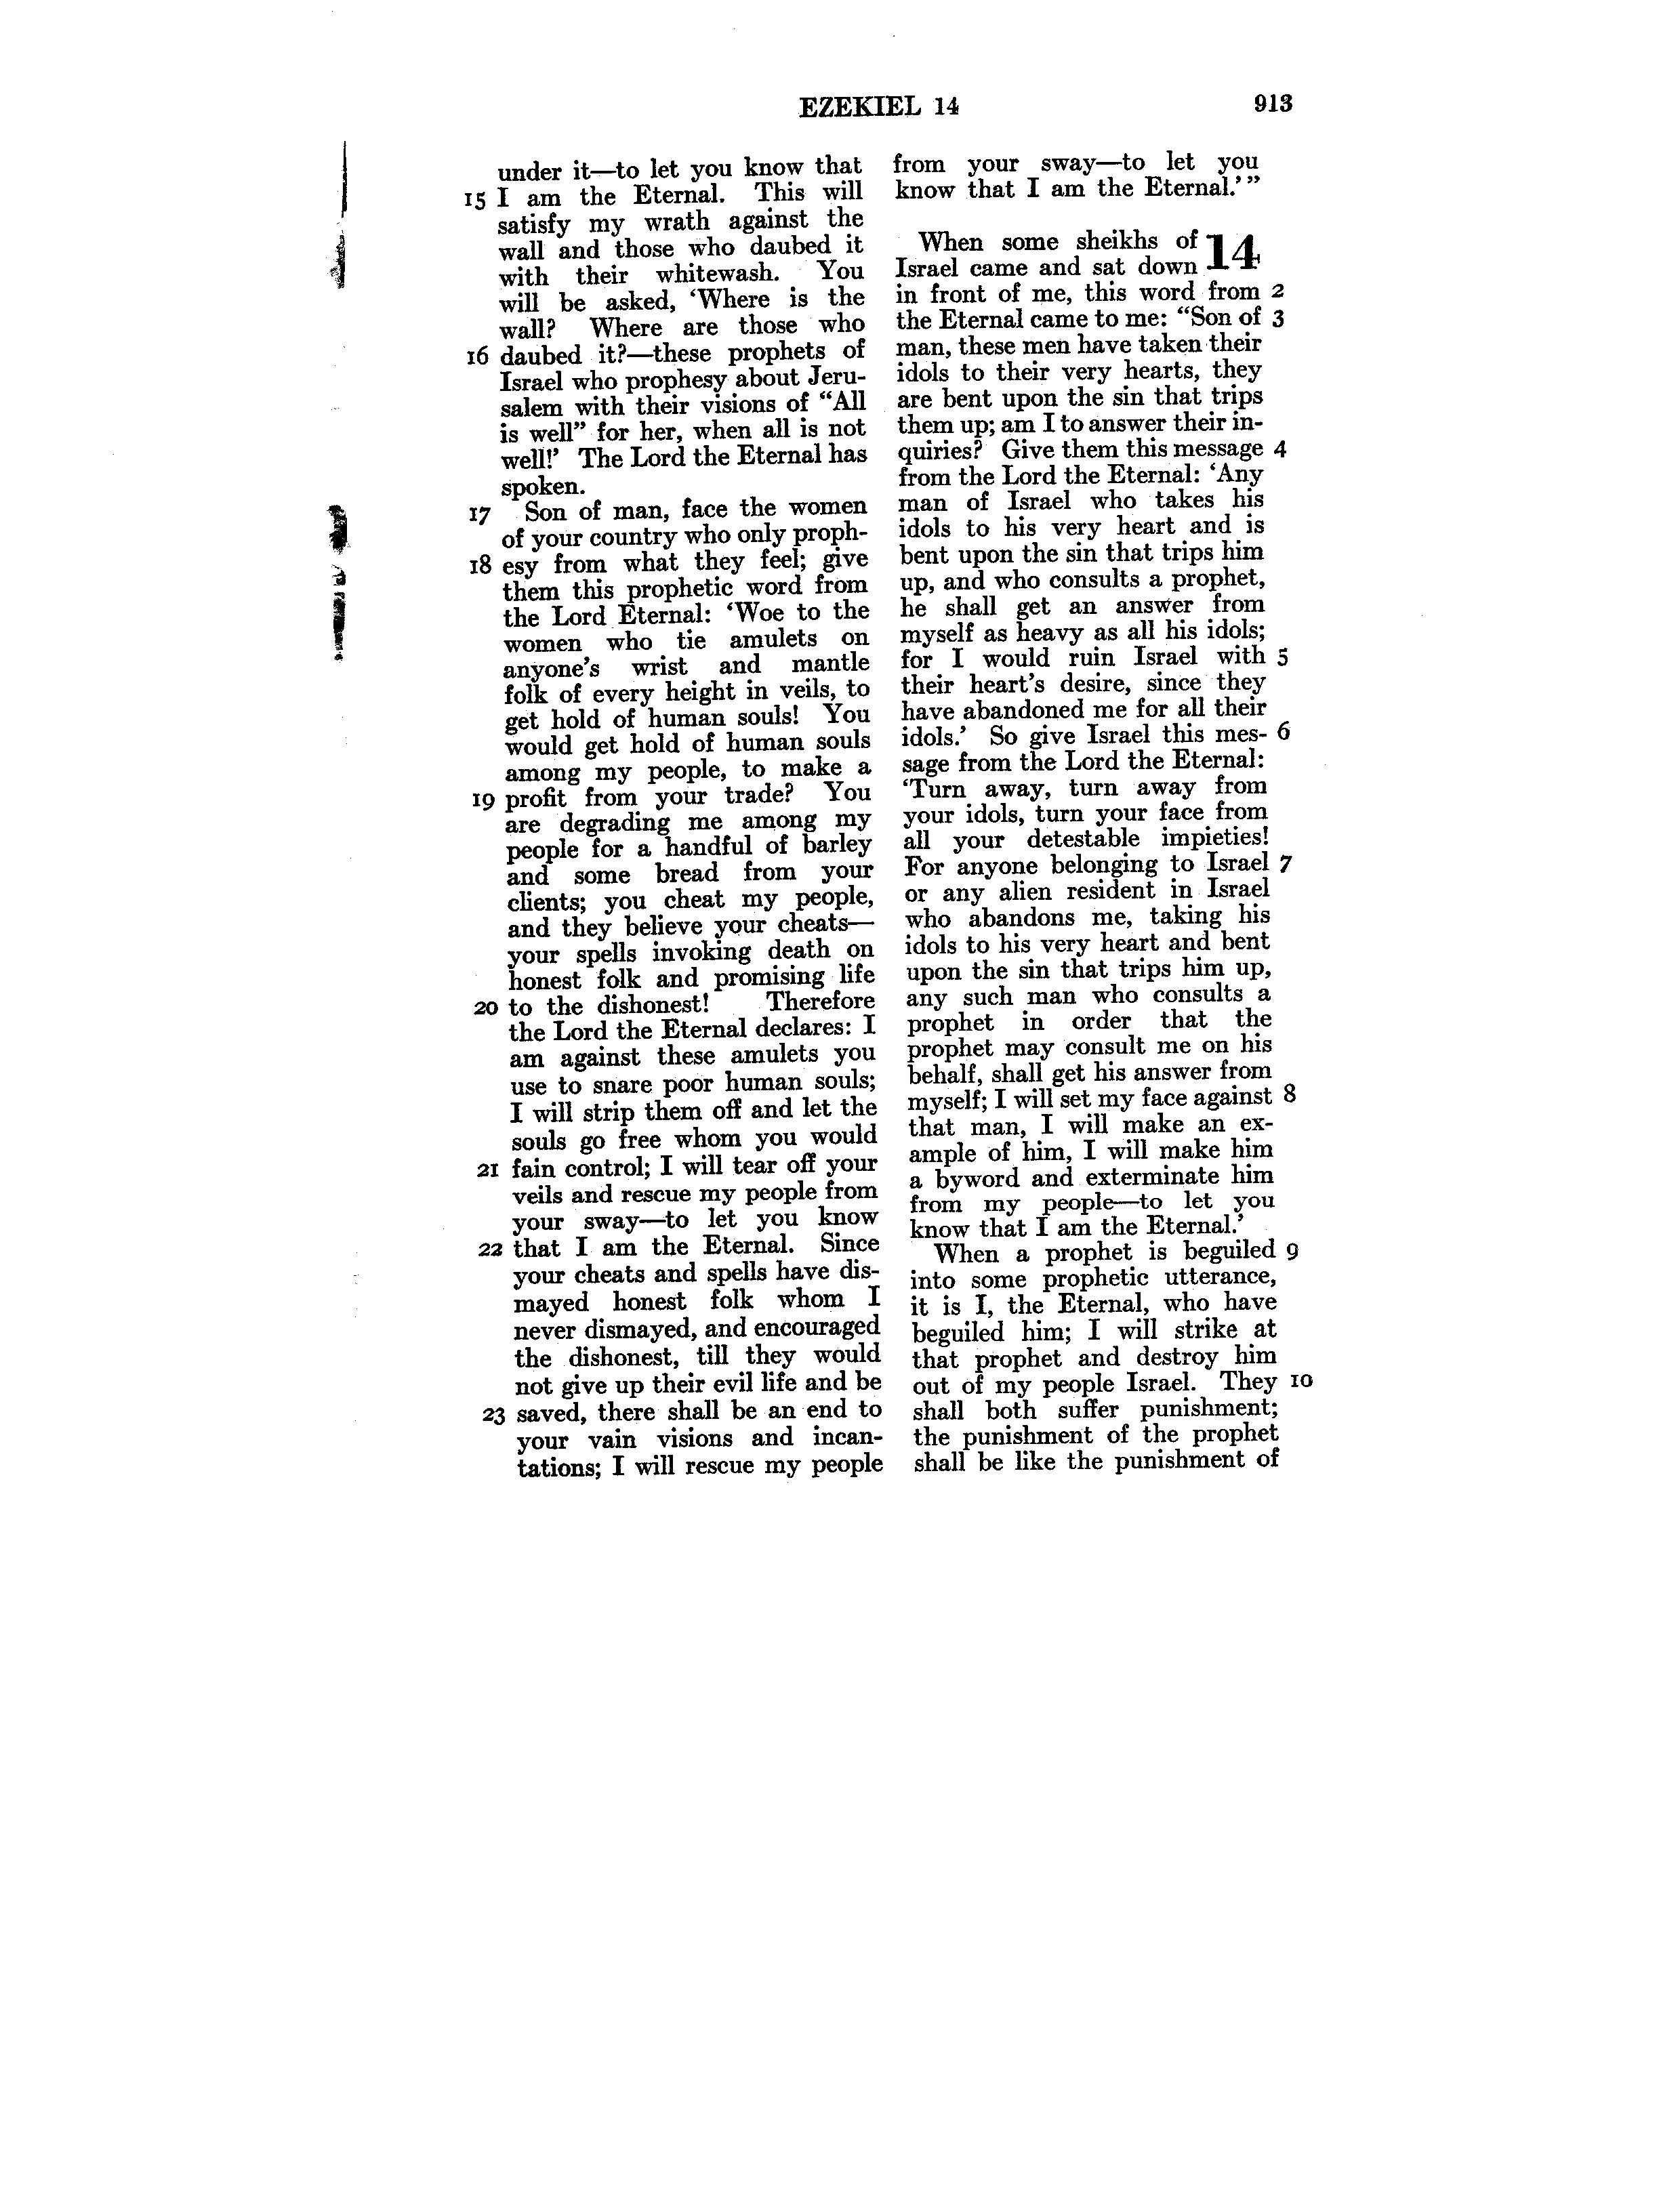 EZEKIEL 14 913
under it—to let you know that
15 I am the Eternal. This will
satisfy my wrath against the
wall and those who daubed it
with their whitewash. You
will be asked, ‘Where is the
wall? Where are those who
16 daubed it?—these prophets of
Israel who prophesy about Jeru-
salem with their visions of “All
is well” for her, when all is not
well!’ The Lord the Eternal has
spoken.
17 Son of man, face the women
of your country who only proph-
18 esy from what they feel; give
them this prophetic word from
the Lord Eternal: ‘Woe to the
women who tie amulets on
anyone’s wrist and mantle
folk of every height in veils, to
get hold of human souls! You
would get hold of human souls
among my people, to make a
19 profit from your trade? You
are degrading me among my
people for a handful of barley
and some bread from your
clients; you cheat my people,
and they believe your cheats—
your spells invoking death on
honest folk and promising life
20 to the dishonest! Therefore
the Lord the Eternal declares: I
am against these amulets you
use to snare poor human souls;
I will strip them off and let the
souls go free whom you would
21 fain control; I will tear off your
veils and rescue my people from
your sway—to let you know
22 that I am the Eternal. Since
your cheats and spells have dis-
mayed honest folk whom I
never dismayed, and encouraged
the dishonest, till they would
not give up their evil life and be
23 saved, there shall be an end to
your vain visions and incan-
tations; I will rescue my people
from your sway—to let you
know that I am the Eternal.’”
When some sheikhs of 14
Israel came and sat down
in front of me, this word from 2
the Eternal came to me: “Son of 3
man, these men have taken their
idols to their very hearts, they
are bent upon the sin that trips
them up; am I to answer their in-
quiries? Give them this message 4
from the Lord the Eternal: ‘Any
man of Israel who takes his
idols to his very heart and is
bent upon the sin that trips him
up, and who consults a prophet,
he shall get an answer from
myself as heavy as all his idols;
for I would ruin Israel with 5
their heart’s desire, since they
have abandoned me for all their
idols.’ So give Israel this mes- 6
sage from the Lord the Eternal:
‘Turn away, turn away from
your idols, turn your face from
all your detestable impieties!
For anyone belonging to Israel 7
or any alien resident in Israel
who abandons me, taking his
idols to his very heart and bent
upon the sin that trips him up,
any such man who consults a
prophet in order that the
prophet may consult me on his
behalf, shall get his answer from
myself; I will set my face against 8
that man, I will make an ex-
ample of him, I will make him
a byword and exterminate him
from my people—to let you
know that I am the Eternal.’
When a prophet is beguiled 9
into some prophetic utterance,
it is I, the Eternal, who have
beguiled him; I will strike at
that prophet and destroy him
out of my people Israel. They 10
shall both suffer punishment;
the punishment of the prophet
shall be like the punishment of